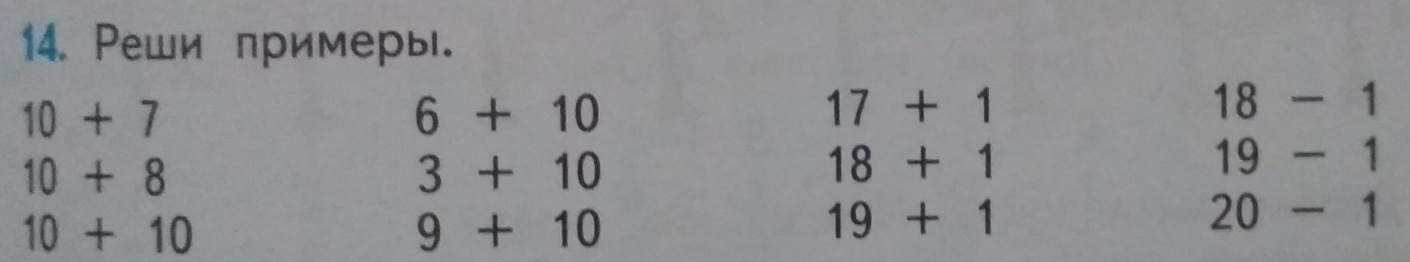 14. Реши примеры.
10 + 7 6 + 10 17 + 1 18 − 1
10 + 8 3 + 10 18 + 1 19 − 1
10 + 10 9 + 10 19 + 1 20 − 1